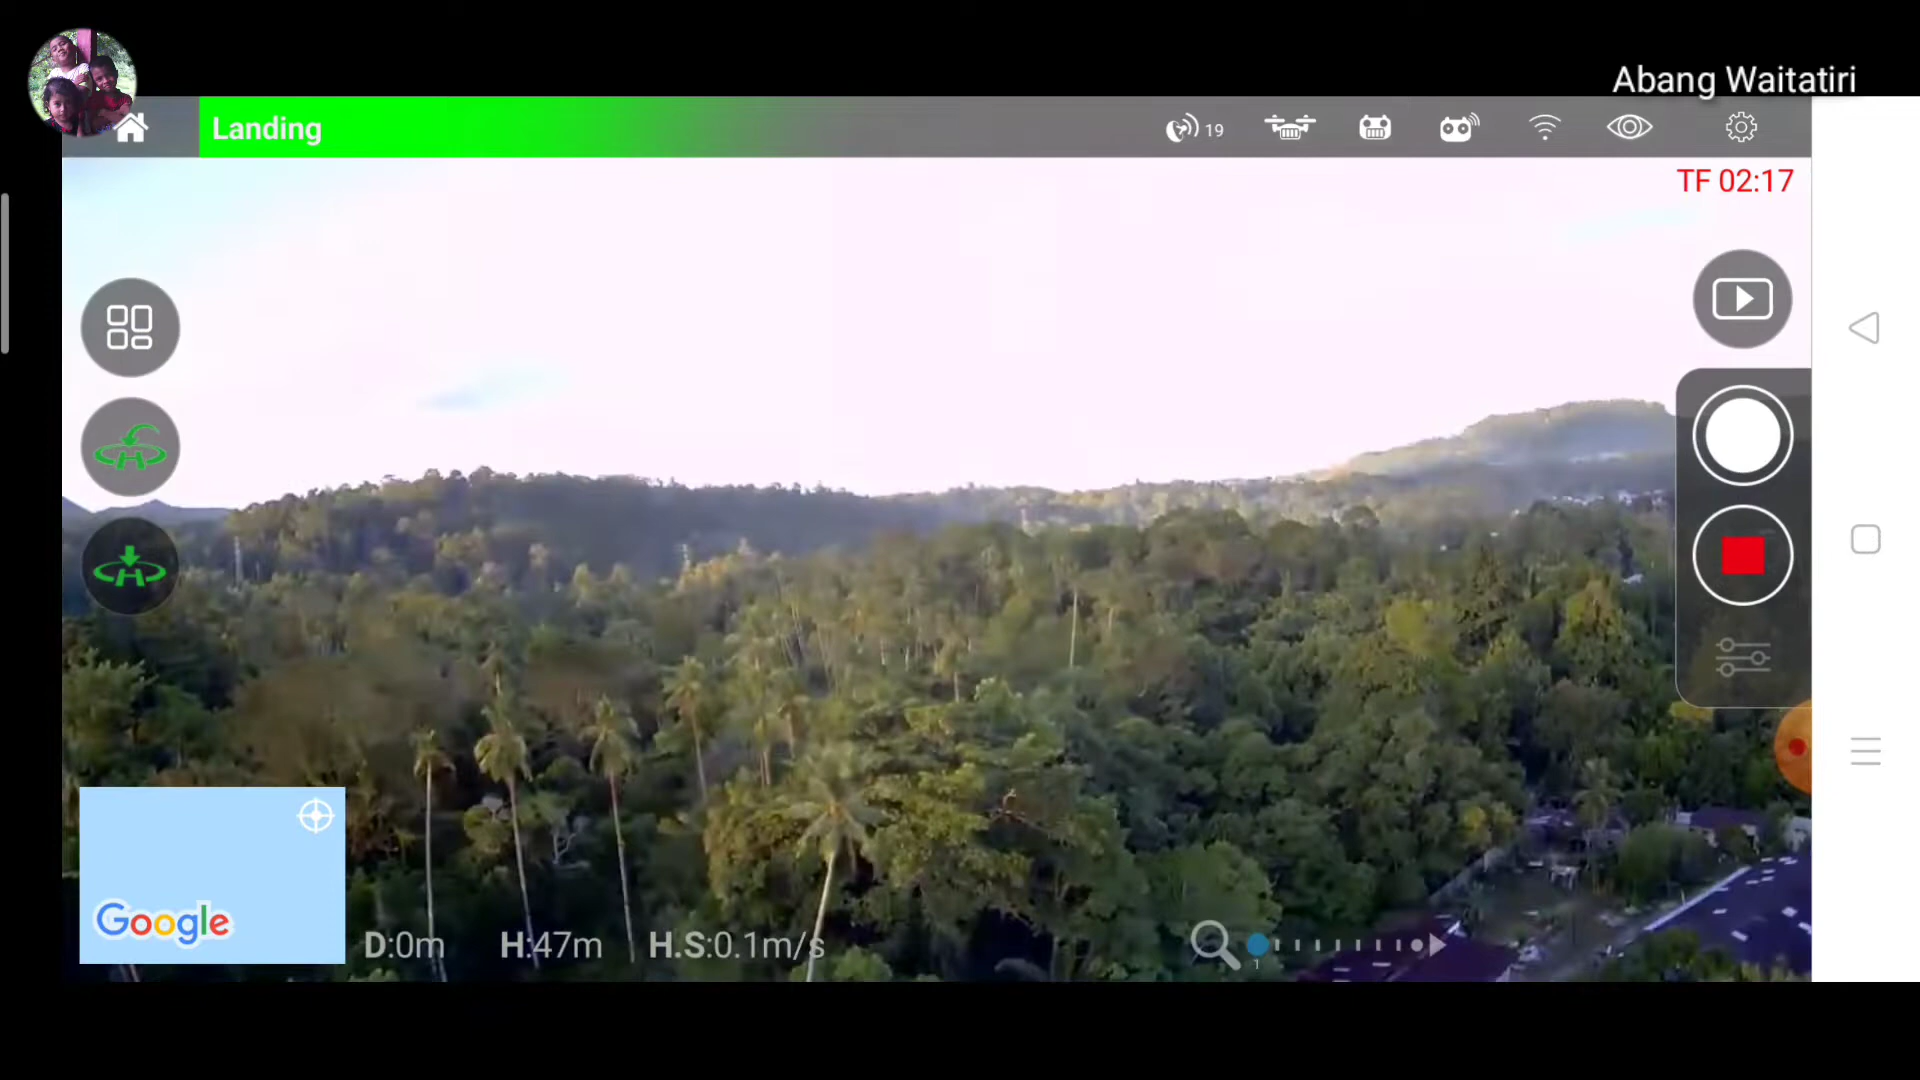 Abang Waitatiri
Landing
19
TF 02:17
Google
D:0m H:47m H.S:0.1m/s
1